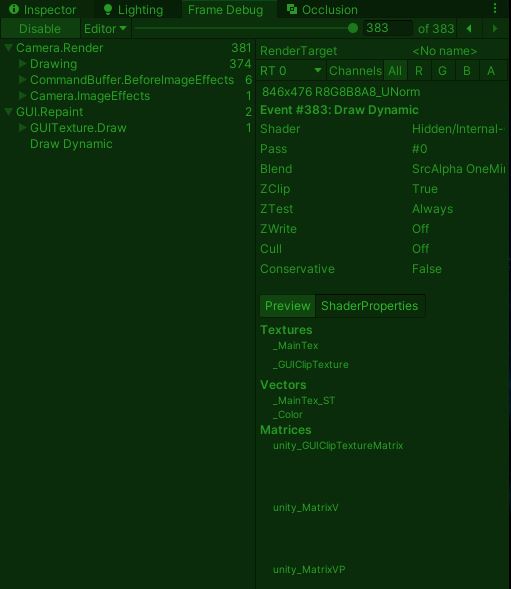 Inspector Lighting Frame Debug Occlusion
Disable Editor 383 of 383
Camera.Render 381
Drawing 374
CommandBuffer.BeforeImageEffects 6
Camera.ImageEffects 1
GUI.Repaint 2
GUITexture.Draw 1
Draw Dynamic
RenderTarget <No name>
RT 0 Channels All R G B A
846x476 R8G8B8A8_UNorm
Event #383: Draw Dynamic
Shader Hidden/Internal-
Pass #0
Blend SrcAlpha OneMin
ZClip True
ZTest Always
ZWrite Off
Cull Off
Conservative False
Preview ShaderProperties
Textures
_MainTex
_GUIClipTexture
Vectors
_MainTex_ST
_Color
Matrices
unity_GUIClipTextureMatrix
unity_MatrixV
unity_MatrixVP